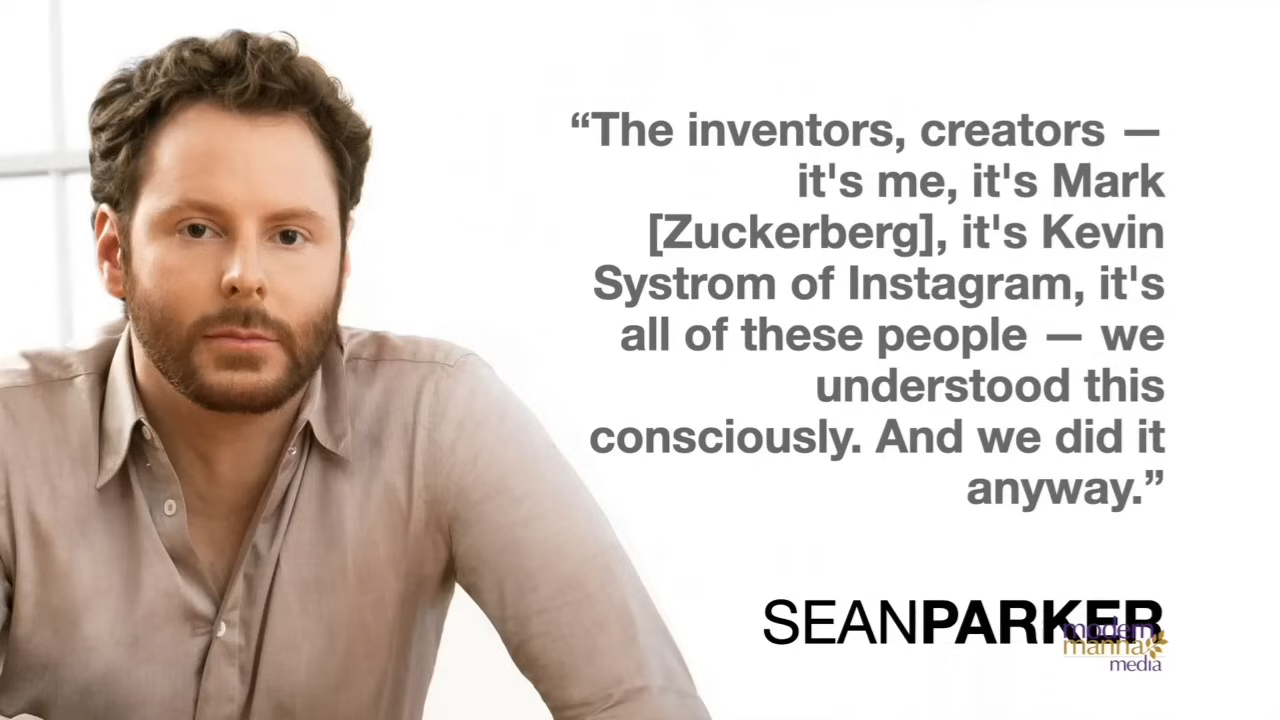 “The inventors, creators —
it's me, it's Mark
[Zuckerberg], it's Kevin
Systrom of Instagram, it's
all of these people — we
understood this
consciously. And we did it
anyway.”
SEANPARKER
modern
manna
media